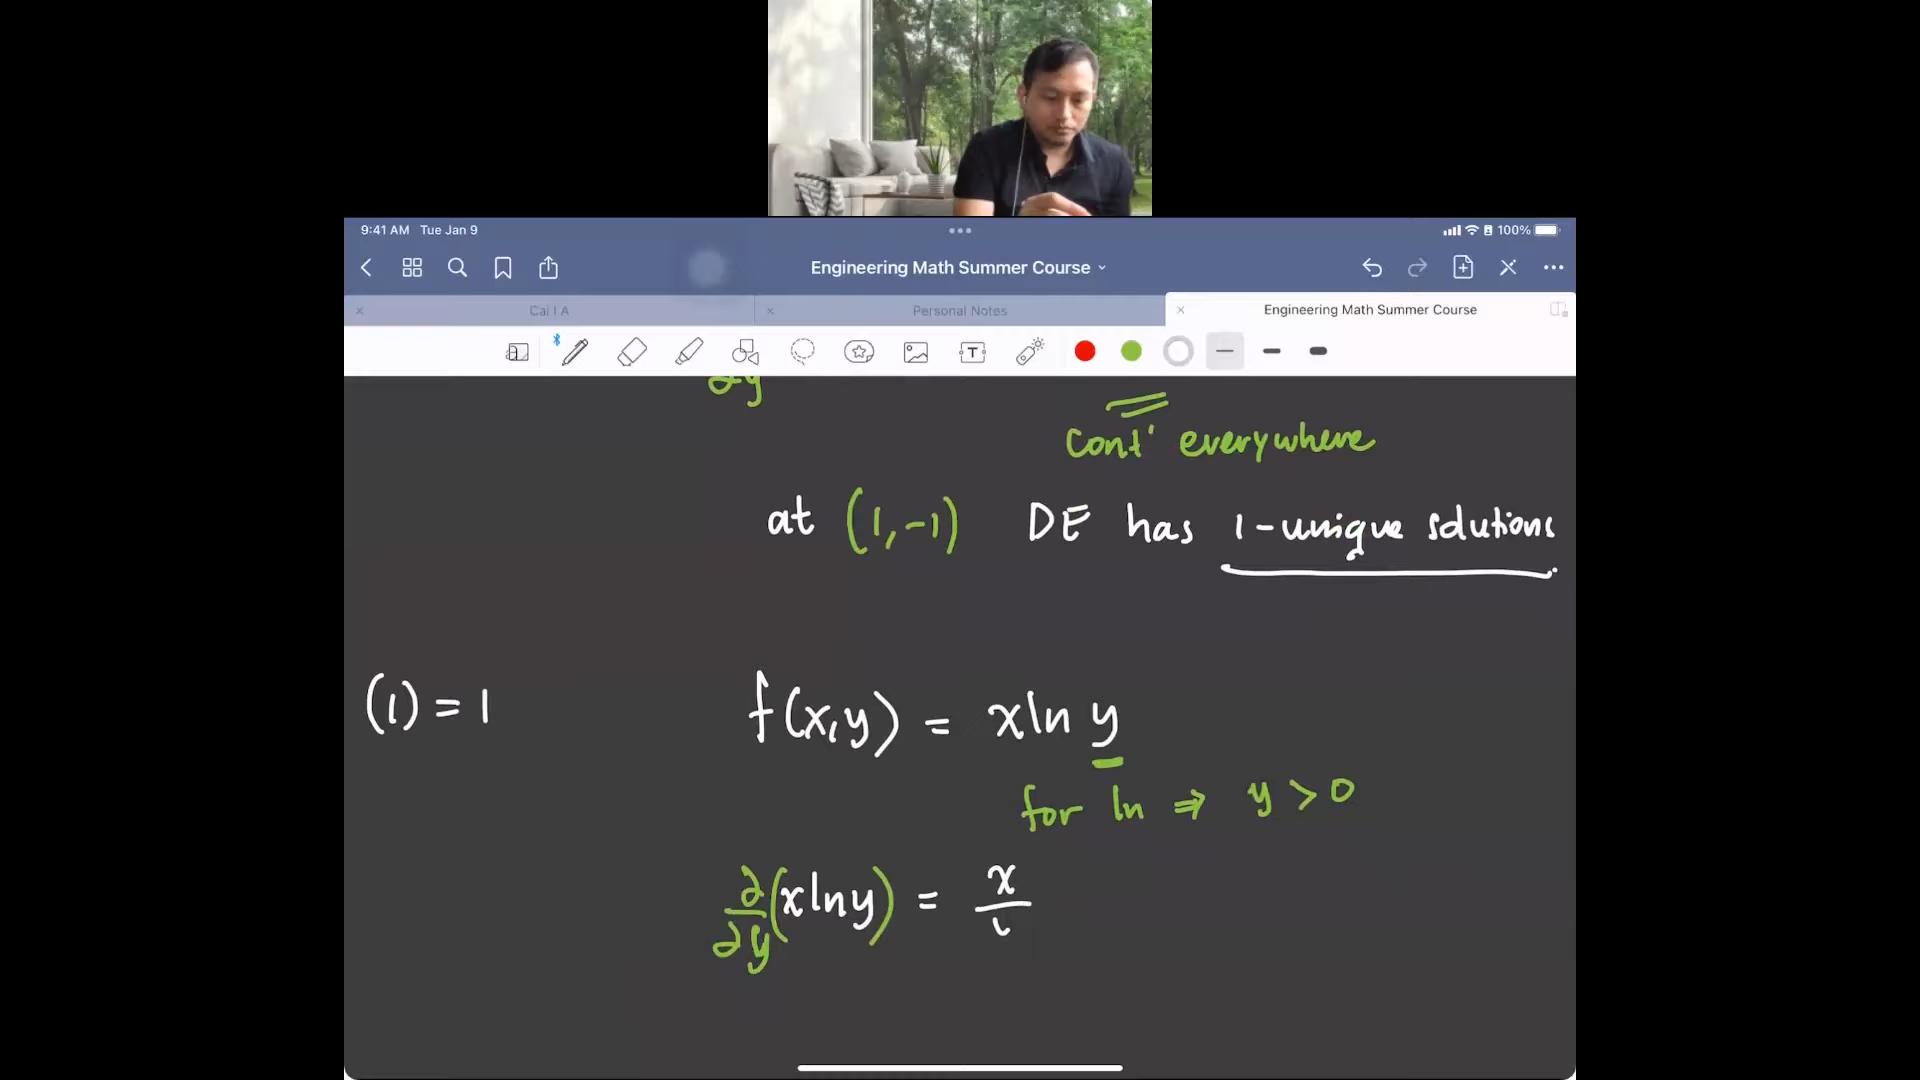 9:41 AM Tue Jan 9
100%
Engineering Math Summer Course
Cal I A
Personal Notes
Engineering Math Summer Course
∂y
cont' everywhere
at (1,-1) DE has 1-unique solutions.
(1) = 1
f(x,y) = x ln y
for ln ⇒ y > 0
∂/∂y (x ln y) = x/